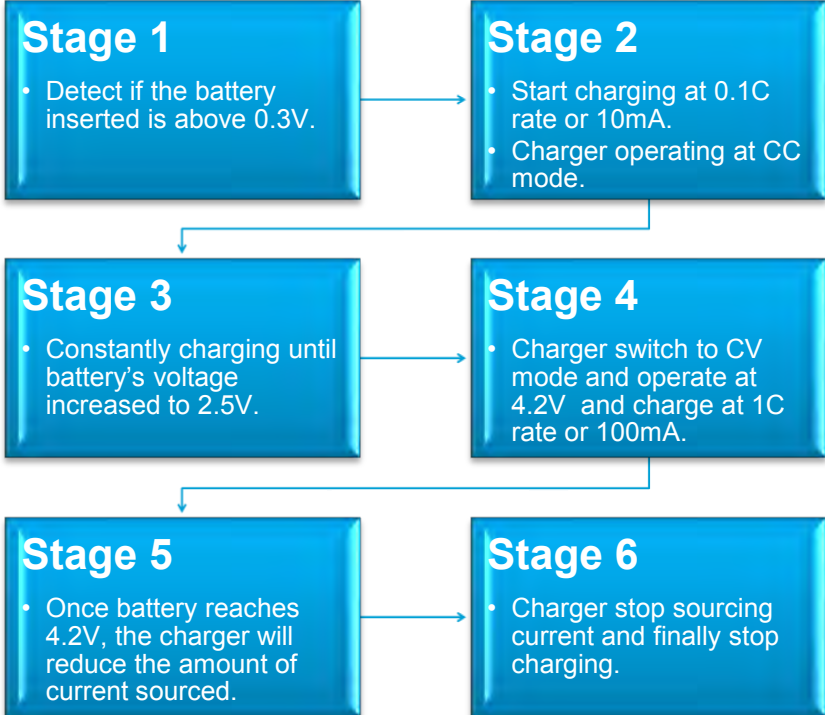 Stage 1
• Detect if the battery
inserted is above 0.3V.
Stage 2
• Start charging at 0.1C
rate or 10mA.
• Charger operating at CC
mode.
Stage 3
• Constantly charging until
battery’s voltage
increased to 2.5V.
Stage 4
• Charger switch to CV
mode and operate at
4.2V and charge at 1C
rate or 100mA.
Stage 5
• Once battery reaches
4.2V, the charger will
reduce the amount of
current sourced.
Stage 6
• Charger stop sourcing
current and finally stop
charging.